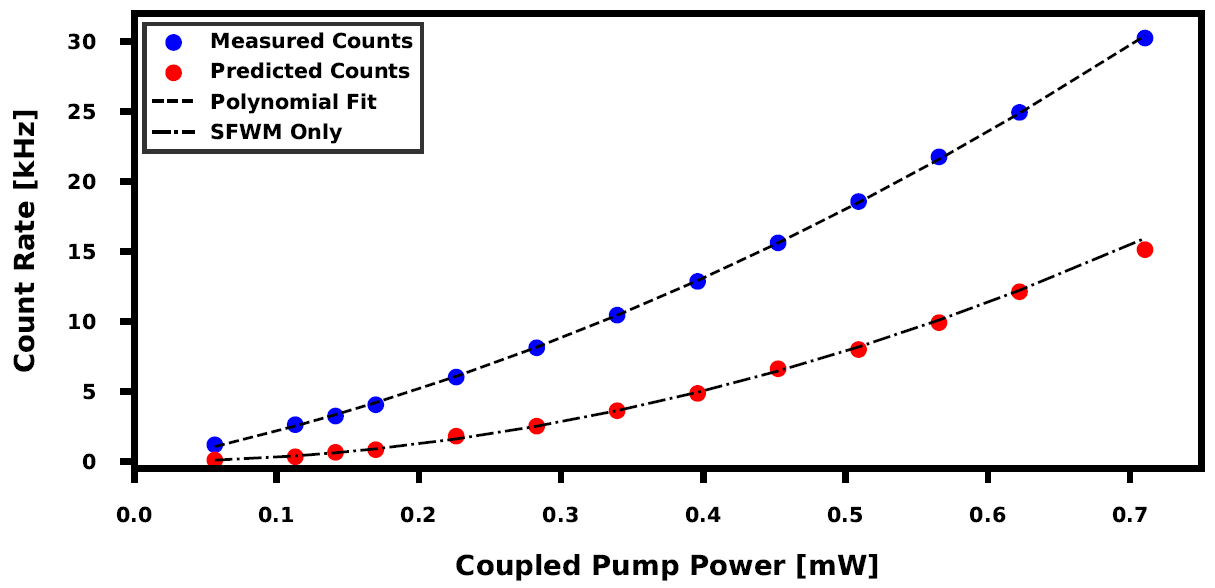 Measured Counts
Predicted Counts
Polynomial Fit
SFWM Only
Count Rate [kHz]
30
25
20
15
10
5
0
0.0 0.1 0.2 0.3 0.4 0.5 0.6 0.7
Coupled Pump Power [mW]